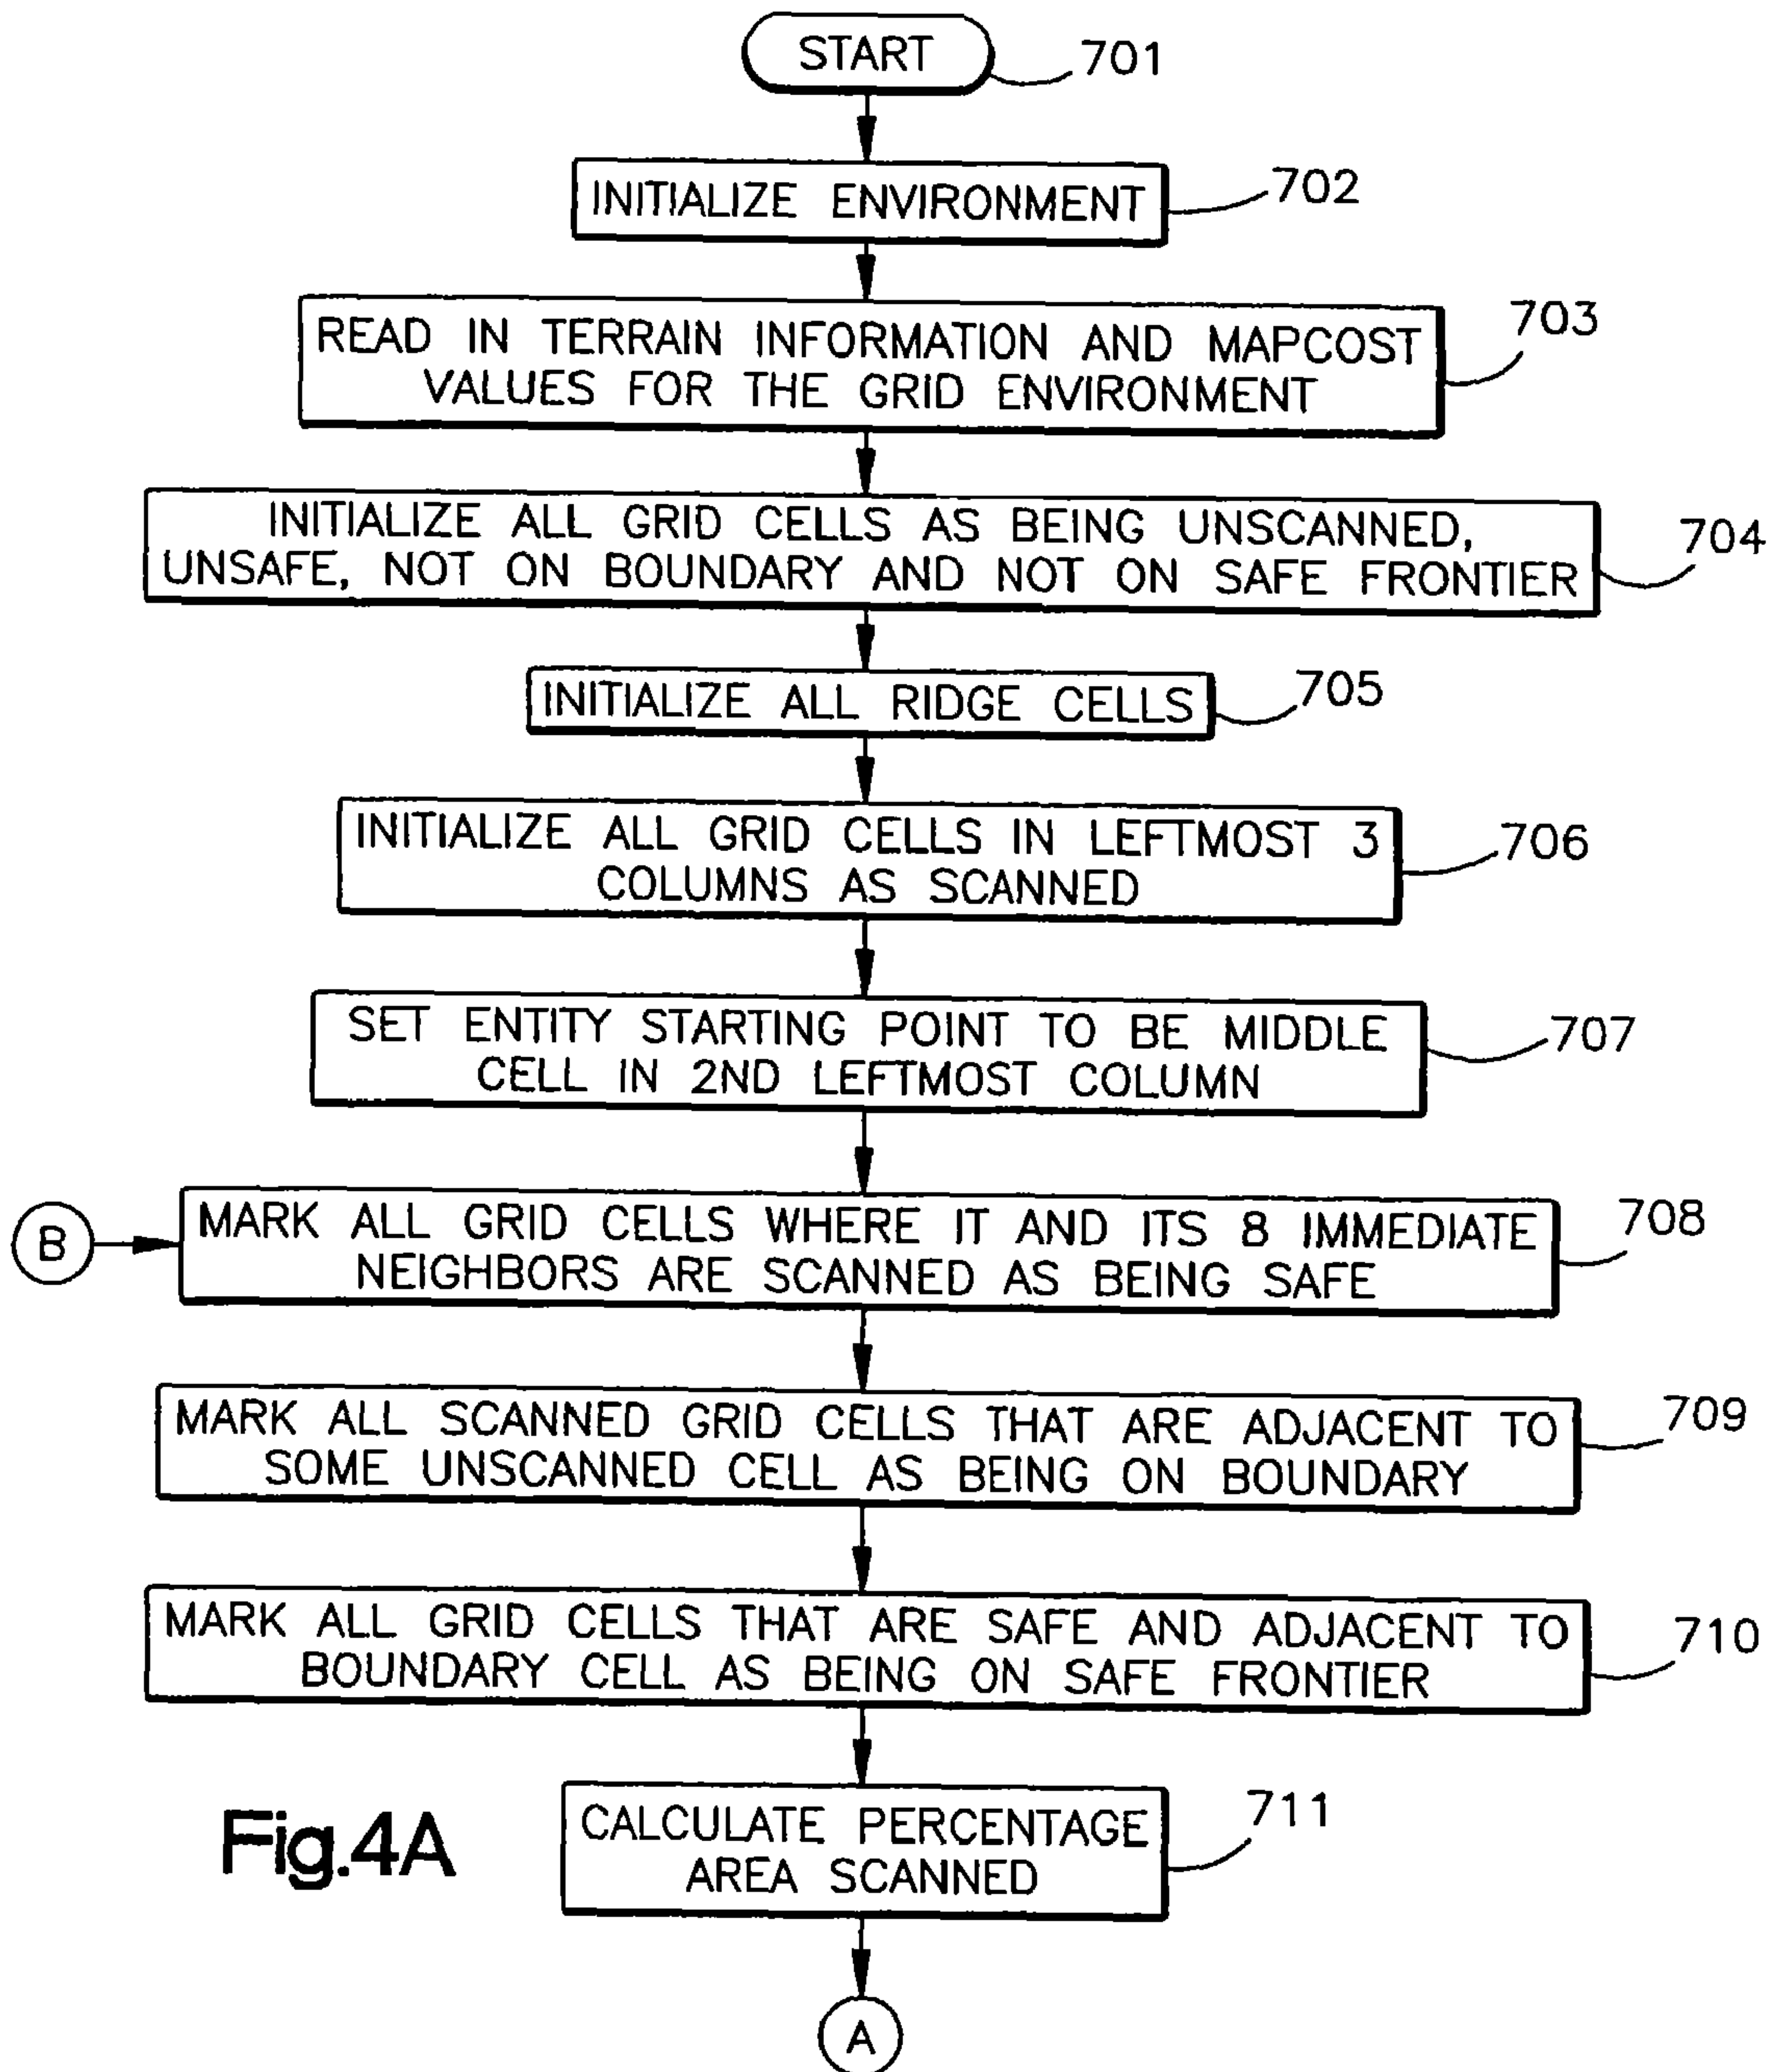 START
701
INITIALIZE ENVIRONMENT
702
READ IN TERRAIN INFORMATION AND MAPCOST
VALUES FOR THE GRID ENVIRONMENT
703
INITIALIZE ALL GRID CELLS AS BEING UNSCANNED,
UNSAFE, NOT ON BOUNDARY AND NOT ON SAFE FRONTIER
704
INITIALIZE ALL RIDGE CELLS
705
INITIALIZE ALL GRID CELLS IN LEFTMOST 3
COLUMNS AS SCANNED
706
SET ENTITY STARTING POINT TO BE MIDDLE
CELL IN 2ND LEFTMOST COLUMN
707
B
MARK ALL GRID CELLS WHERE IT AND ITS 8 IMMEDIATE
NEIGHBORS ARE SCANNED AS BEING SAFE
708
MARK ALL SCANNED GRID CELLS THAT ARE ADJACENT TO
SOME UNSCANNED CELL AS BEING ON BOUNDARY
709
MARK ALL GRID CELLS THAT ARE SAFE AND ADJACENT TO
BOUNDARY CELL AS BEING ON SAFE FRONTIER
710
CALCULATE PERCENTAGE
AREA SCANNED
711
Fig.4A
A